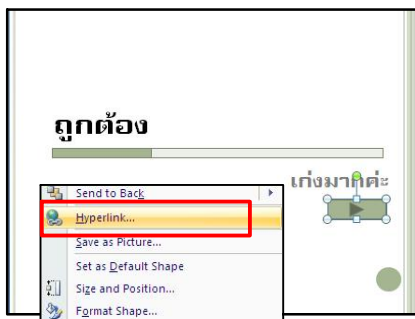 ถูกต้อง
เก่งมากค่ะ
Send to Back
Hyperlink...
Save as Picture...
Set as Default Shape
Size and Position...
Format Shape...